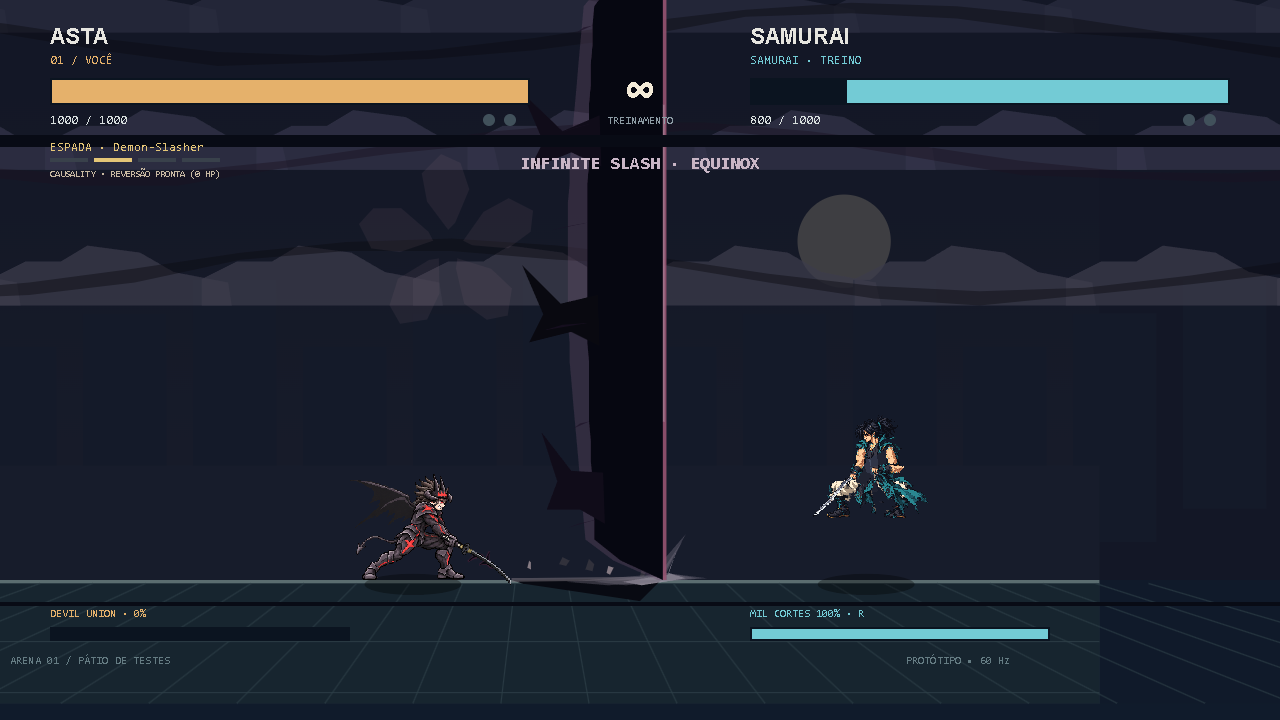 ASTA
01 / VOCÊ
1000 / 1000
∞
TREINAMENTO
SAMURAI
SAMURAI · TREINO
800 / 1000
ESPADA · Demon-Slasher
CAUSALITY · REVERSÃO PRONTA (0 HP)
INFINITE SLASH · EQUINOX
DEVIL UNION · 0%
MIL CORTES 100% · R
ARENA 01 / PÁTIO DE TESTES
PROTÓTIPO • 60 Hz